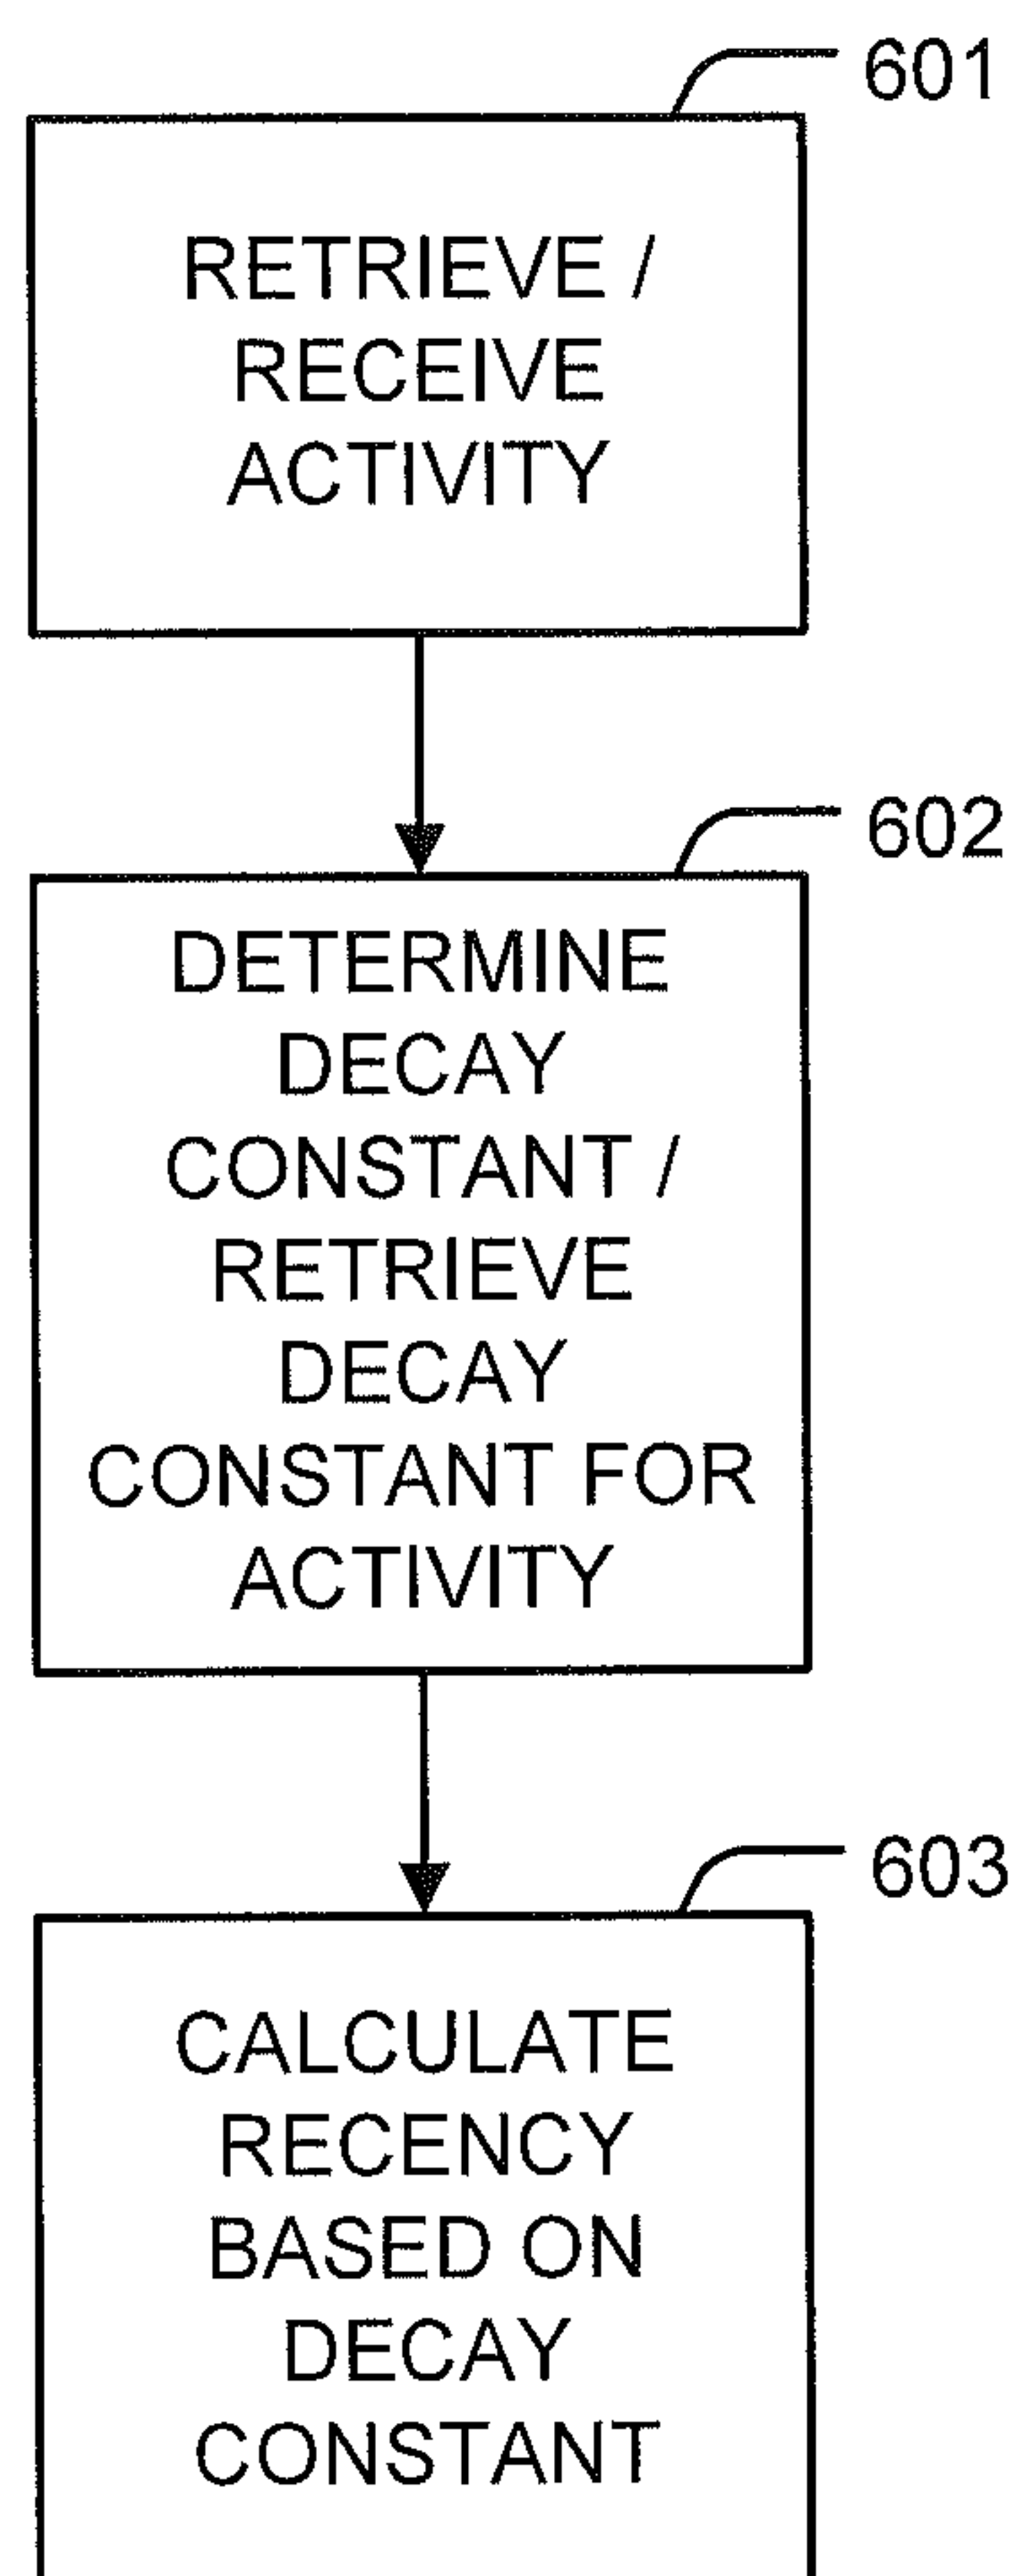 601
RETRIEVE /
RECEIVE
ACTIVITY
602
DETERMINE
DECAY
CONSTANT /
RETRIEVE
DECAY
CONSTANT FOR
ACTIVITY
603
CALCULATE
RECENCY
BASED ON
DECAY
CONSTANT